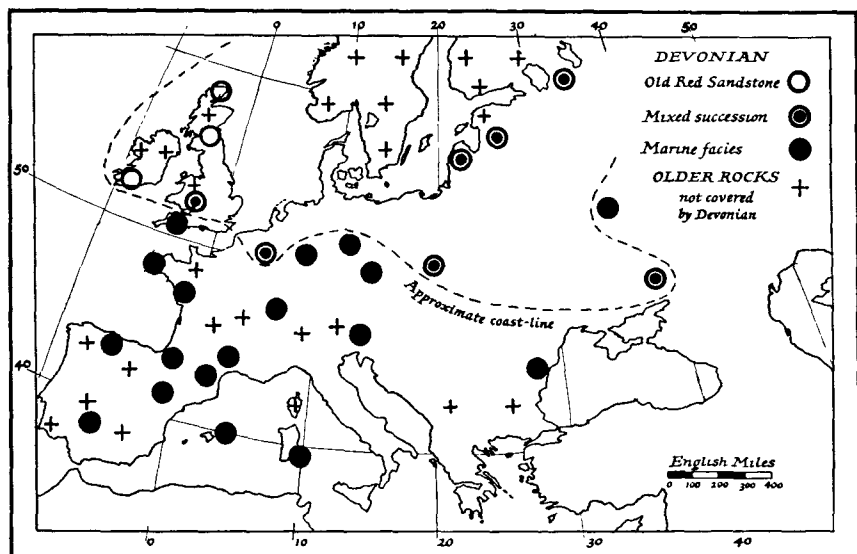 0 10 20 30 40 50
DEVONIAN
Old Red Sandstone
Mixed succession
Marine facies
OLDER ROCKS
not covered
by Devonian
50
Approximate coast-line
40
English Miles
0 100 200 300 400
0 10 20 30 40